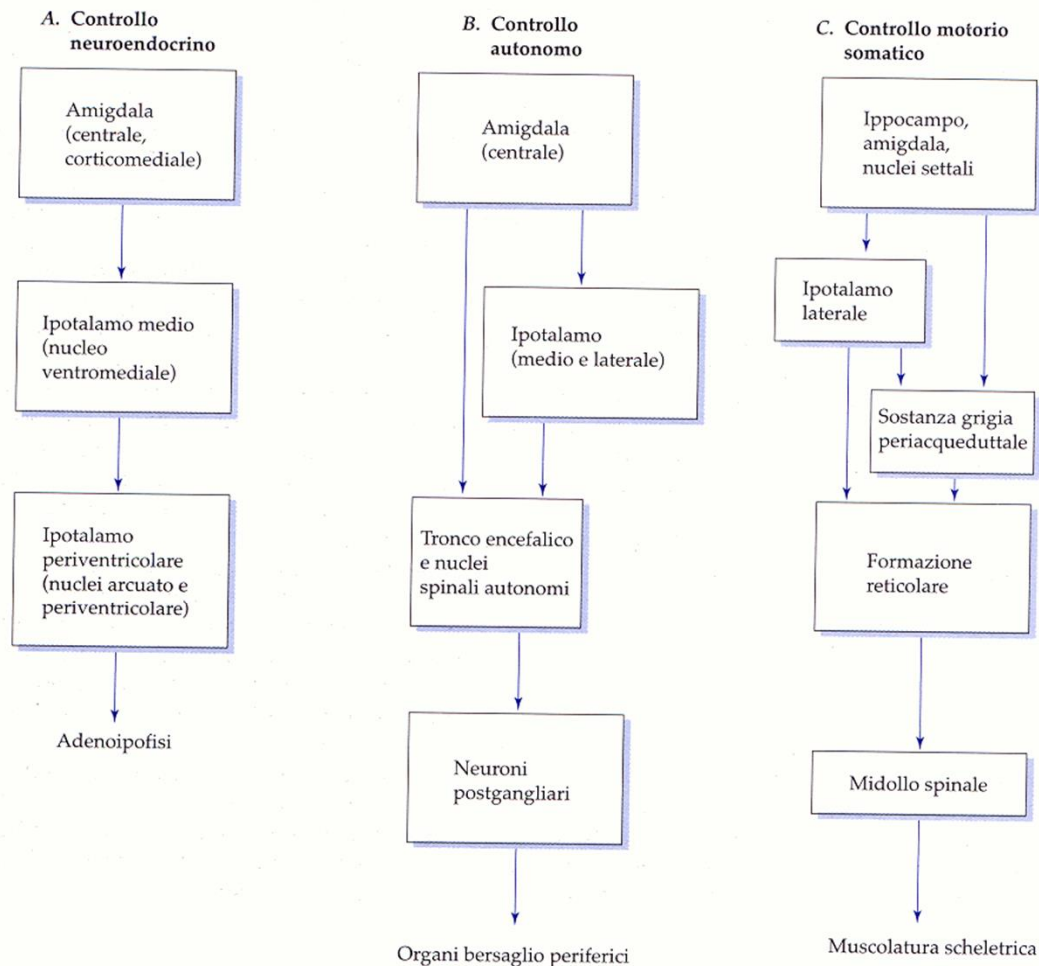 A. Controllo
neuroendocrino
Amigdala
(centrale,
corticomediale)
Ipotalamo medio
(nucleo
ventromediale)
Ipotalamo
periventricolare
(nuclei arcuato e
periventricolare)
Adenoipofisi
B. Controllo
autonomo
Amigdala
(centrale)
Ipotalamo
(medio e laterale)
Tronco encefalico
e nuclei
spinali autonomi
Neuroni
postgangliari
Organi bersaglio periferici
C. Controllo motorio
somatico
Ippocampo,
amigdala,
nuclei settali
Ipotalamo
laterale
Sostanza grigia
periacqueduttale
Formazione
reticolare
Midollo spinale
Muscolatura scheletrica